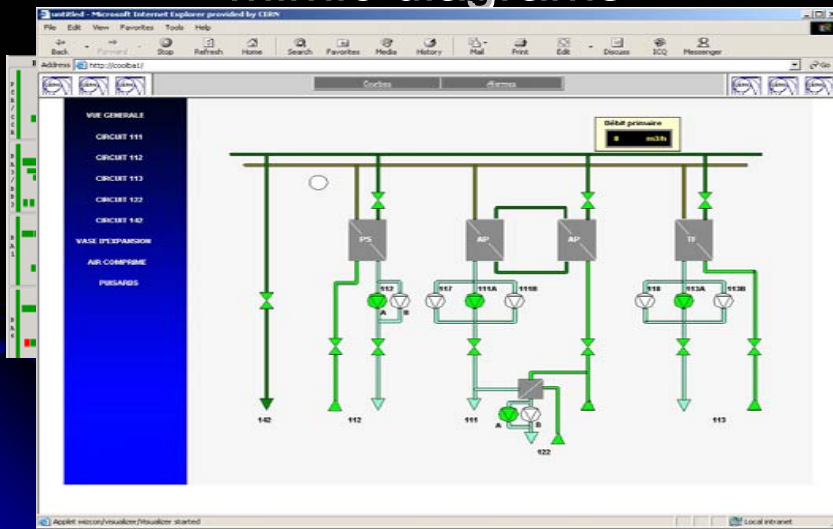 mimic diagrams
untitled - Microsoft Internet Explorer provided by CERN
File Edit View Favorites Tools Help
Back Forward Stop Refresh Home Search Favorites Media History Mail Print Edit Discuss ICQ Messenger
Address http://coolba1/ Go
Alarmes
VUE GENERALE
CIRCUIT 111
CIRCUIT 112
CIRCUIT 113
CIRCUIT 122
CIRCUIT 142
VASE D'EXPANSION
AIR COMPRIME
PUISARDS
Débit primaire
0 m3/h
PS AP AP TF
112 117 111A 111B 118 113A 113B
A B
142 112 111 113
A B
122
Applet wizcon/visualizer/Visualizer started Local intranet